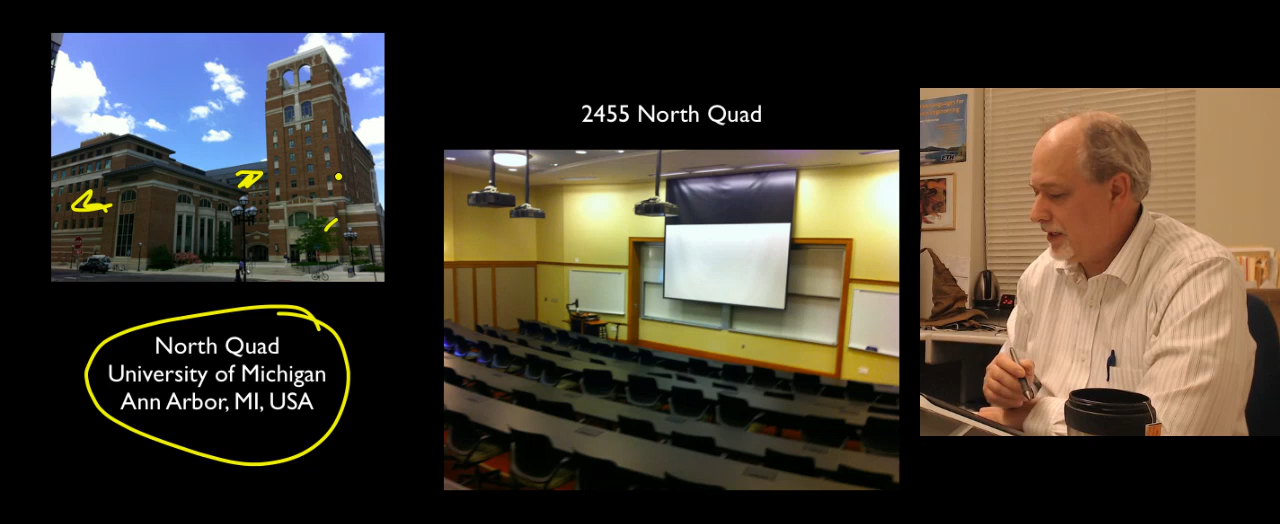 2455 North Quad
North Quad
University of Michigan
Ann Arbor, MI, USA